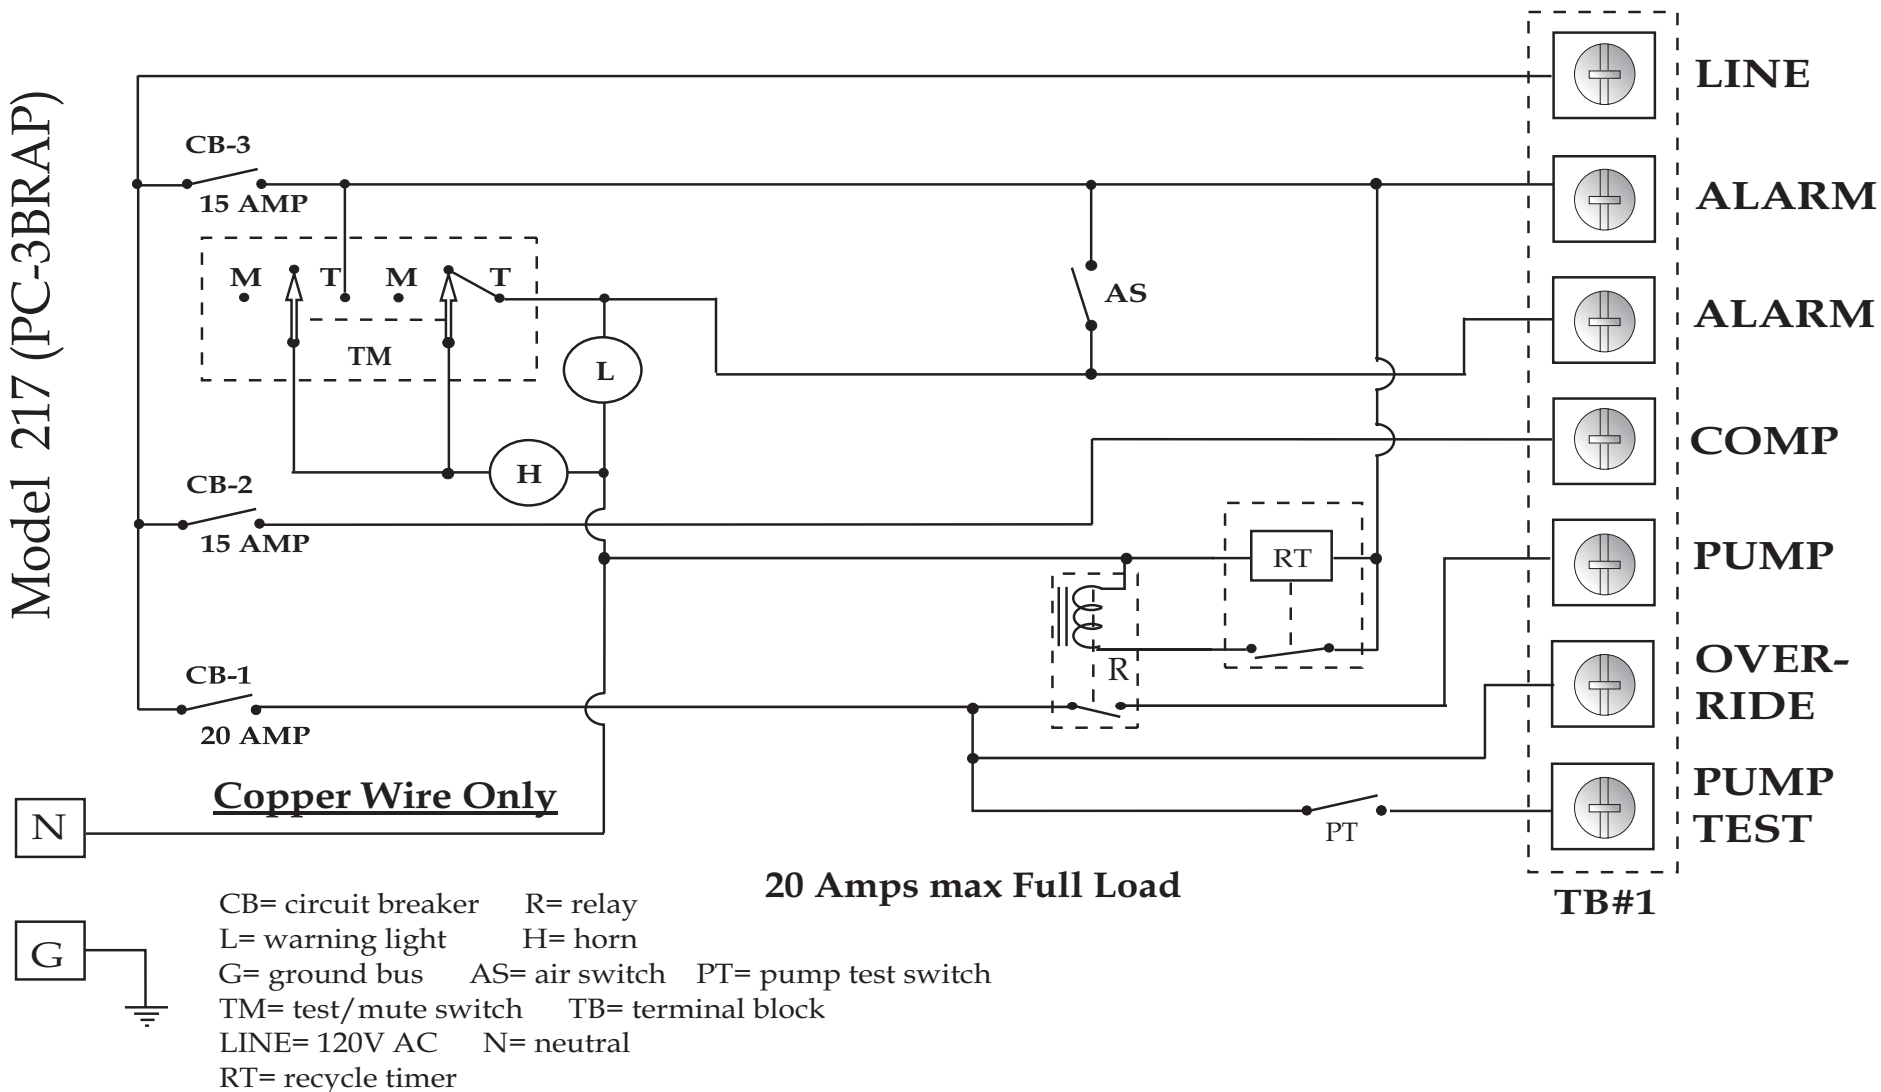 Model 217 (PC-3BRAP)
LINE
CB-3
15 AMP
ALARM
M T M T
TM
AS
ALARM
L
H
COMP
CB-2
15 AMP
RT
PUMP
R
CB-1
20 AMP
OVER-
RIDE
Copper Wire Only
N
PT
PUMP
TEST
20 Amps max Full Load
TB#1
G
CB= circuit breaker R= relay
L= warning light H= horn
G= ground bus AS= air switch PT= pump test switch
TM= test/mute switch TB= terminal block
LINE= 120V AC N= neutral
RT= recycle timer